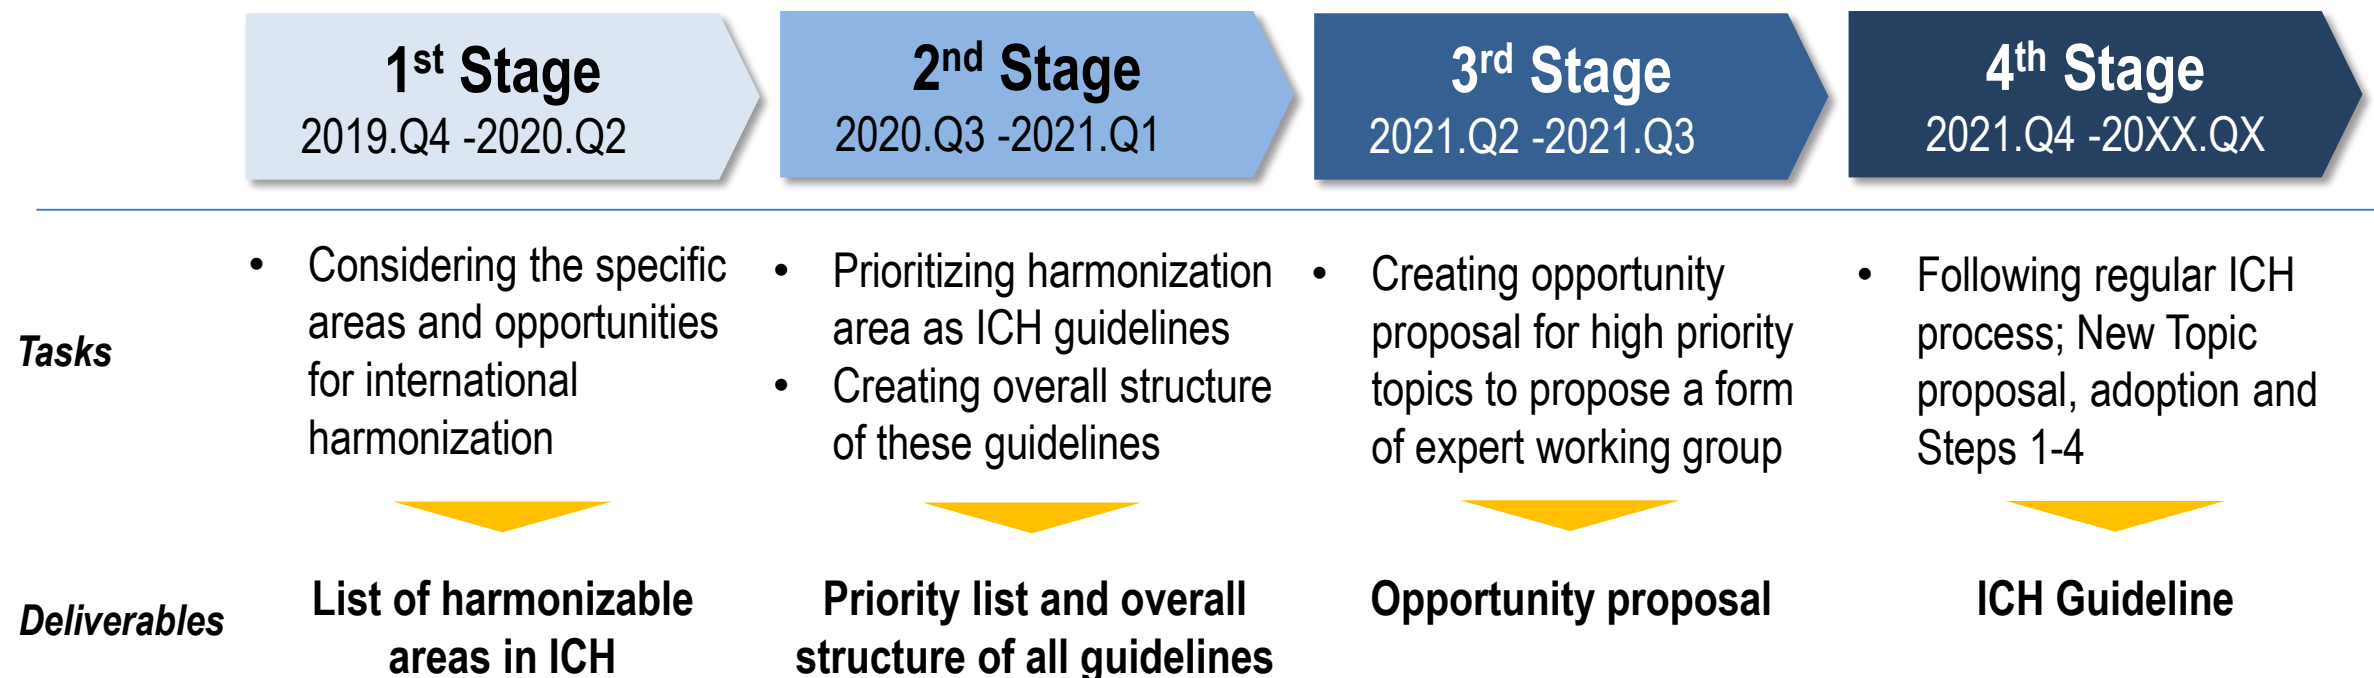 1st Stage
2019.Q4 -2020.Q2
2nd Stage
2020.Q3 -2021.Q1
3rd Stage
2021.Q2 -2021.Q3
4th Stage
2021.Q4 -20XX.QX
Tasks
• Considering the specific
areas and opportunities
for international
harmonization
• Prioritizing harmonization
area as ICH guidelines
• Creating overall structure
of these guidelines
• Creating opportunity
proposal for high priority
topics to propose a form
of expert working group
• Following regular ICH
process; New Topic
proposal, adoption and
Steps 1-4
Deliverables
List of harmonizable
areas in ICH
Priority list and overall
structure of all guidelines
Opportunity proposal
ICH Guideline